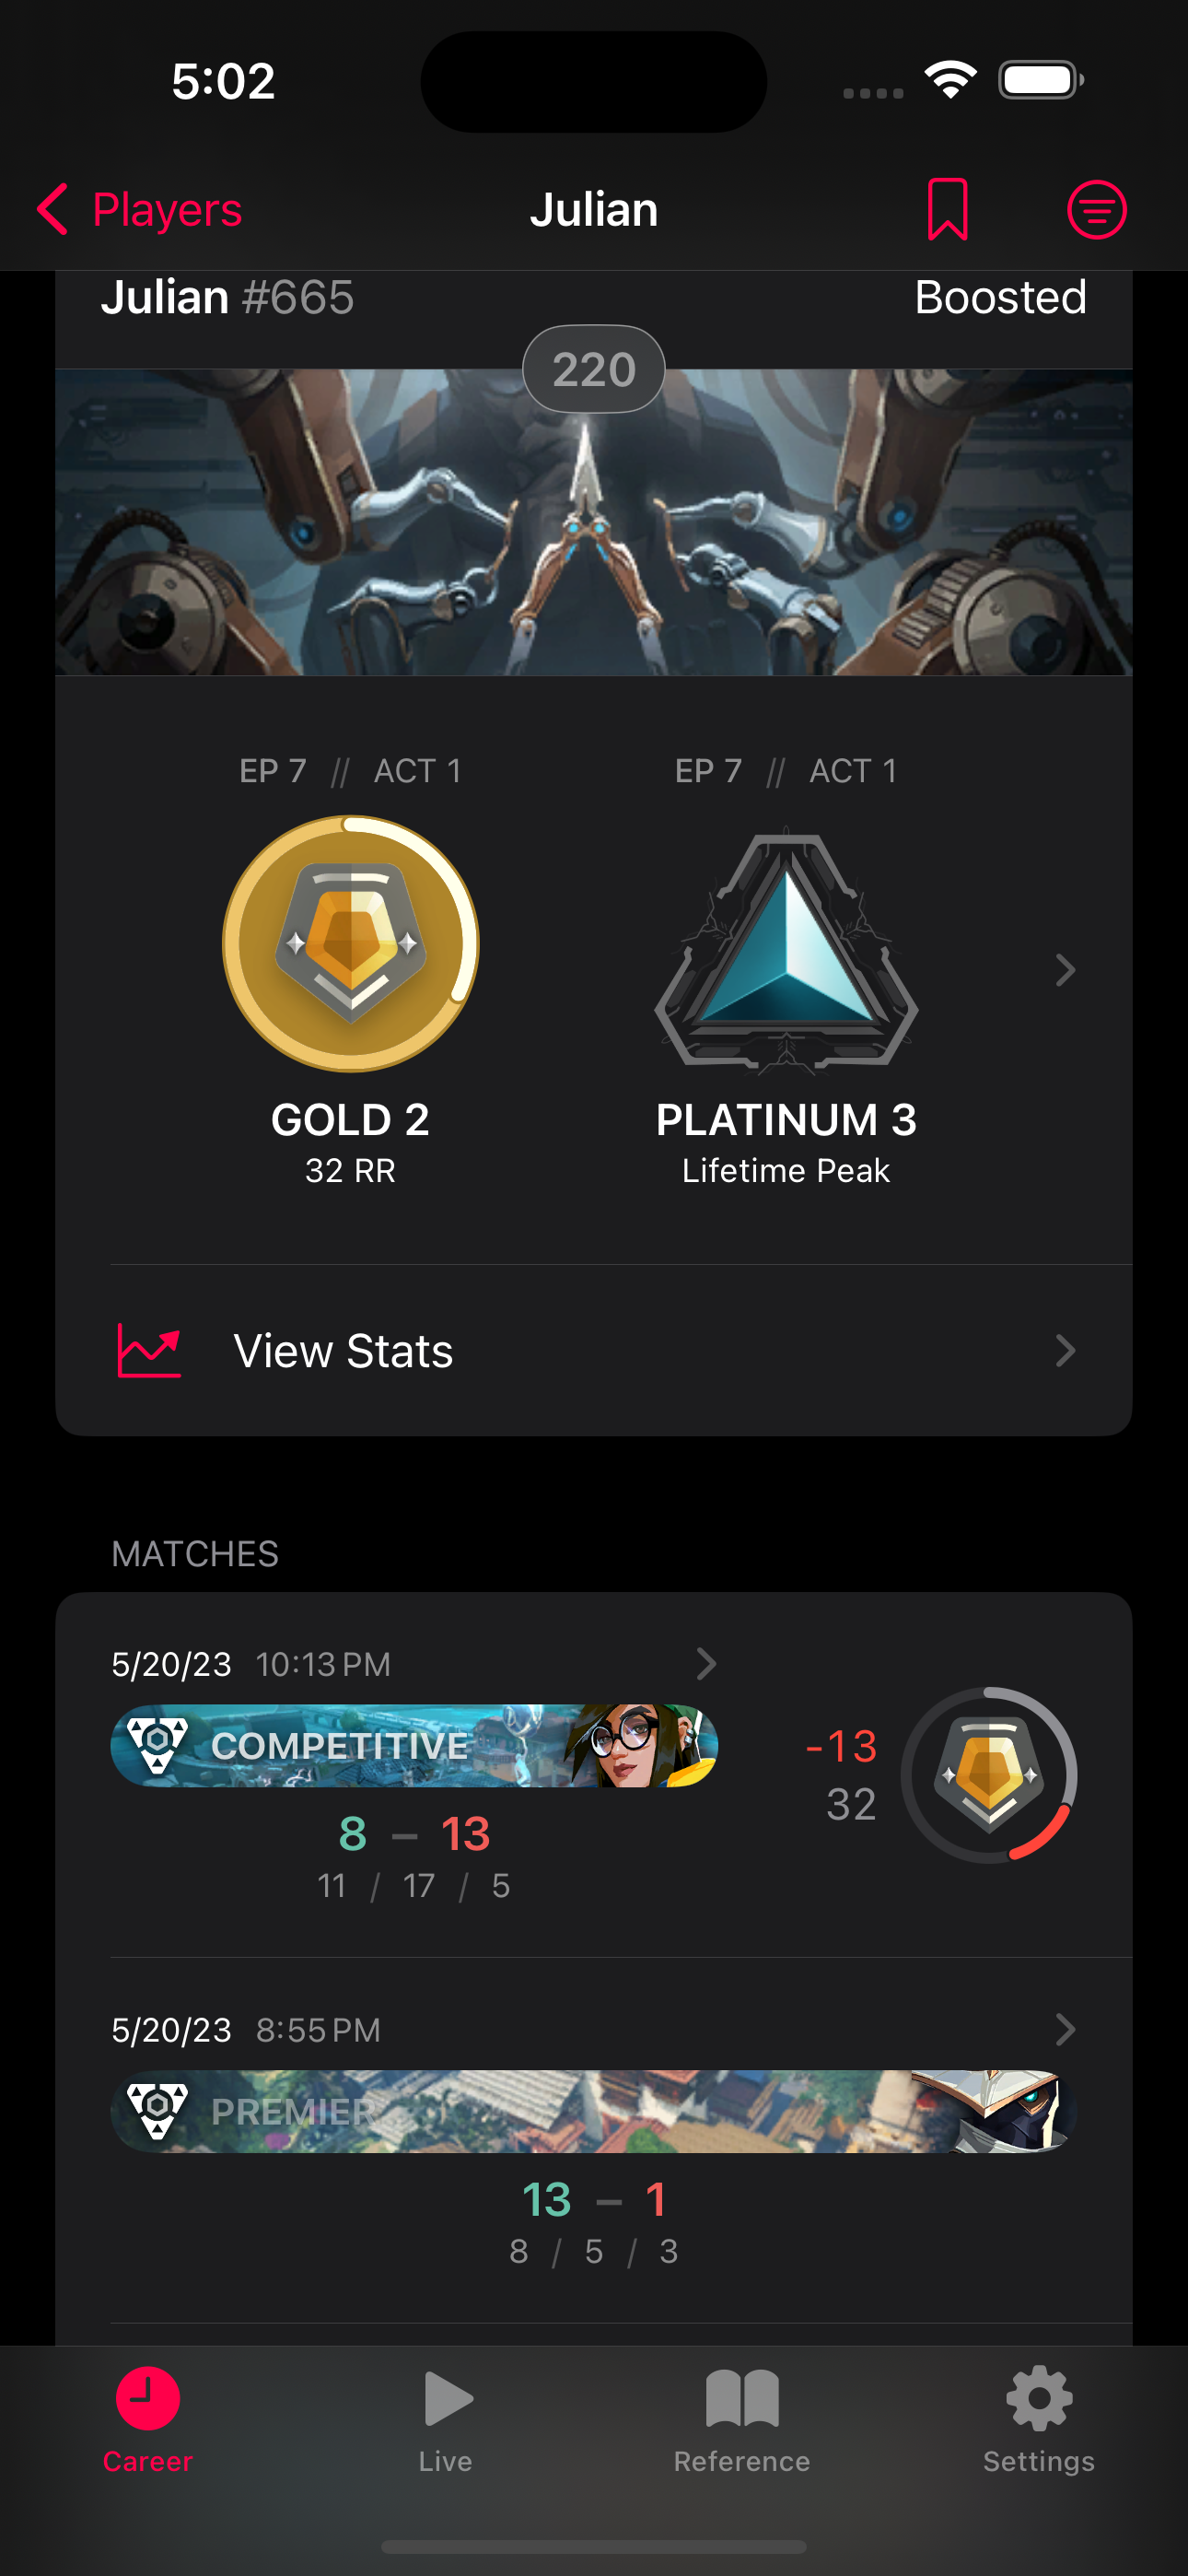 5:02
Players
Julian
Julian #665
Boosted
220
EP 7 // ACT 1
EP 7 // ACT 1
GOLD 2
PLATINUM 3
32 RR
Lifetime Peak
View Stats
MATCHES
5/20/23 10:13 PM
COMPETITIVE
-13
32
8 – 13
11 / 17 / 5
5/20/23 8:55 PM
PREMIER
13 – 1
8 / 5 / 3
Career
Live
Reference
Settings